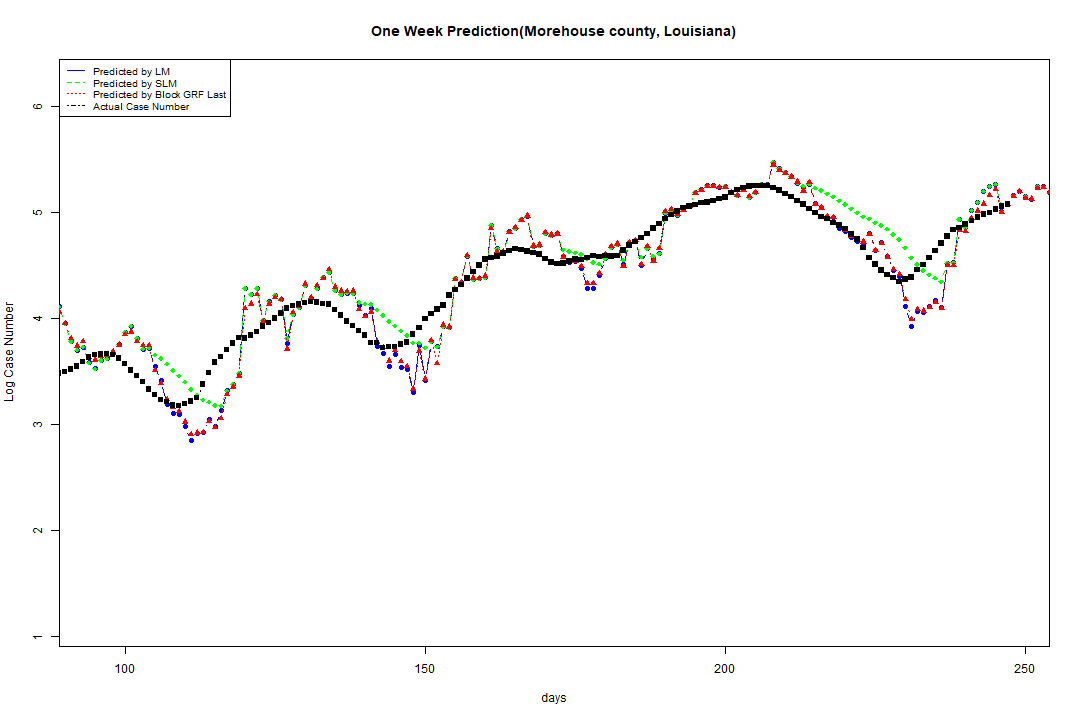 One Week Prediction(Morehouse county, Louisiana)
Predicted by LM
Predicted by SLM
Predicted by Block GRF Last
Actual Case Number
Log Case Number
6
5
4
3
2
1
100 150 200 250
days